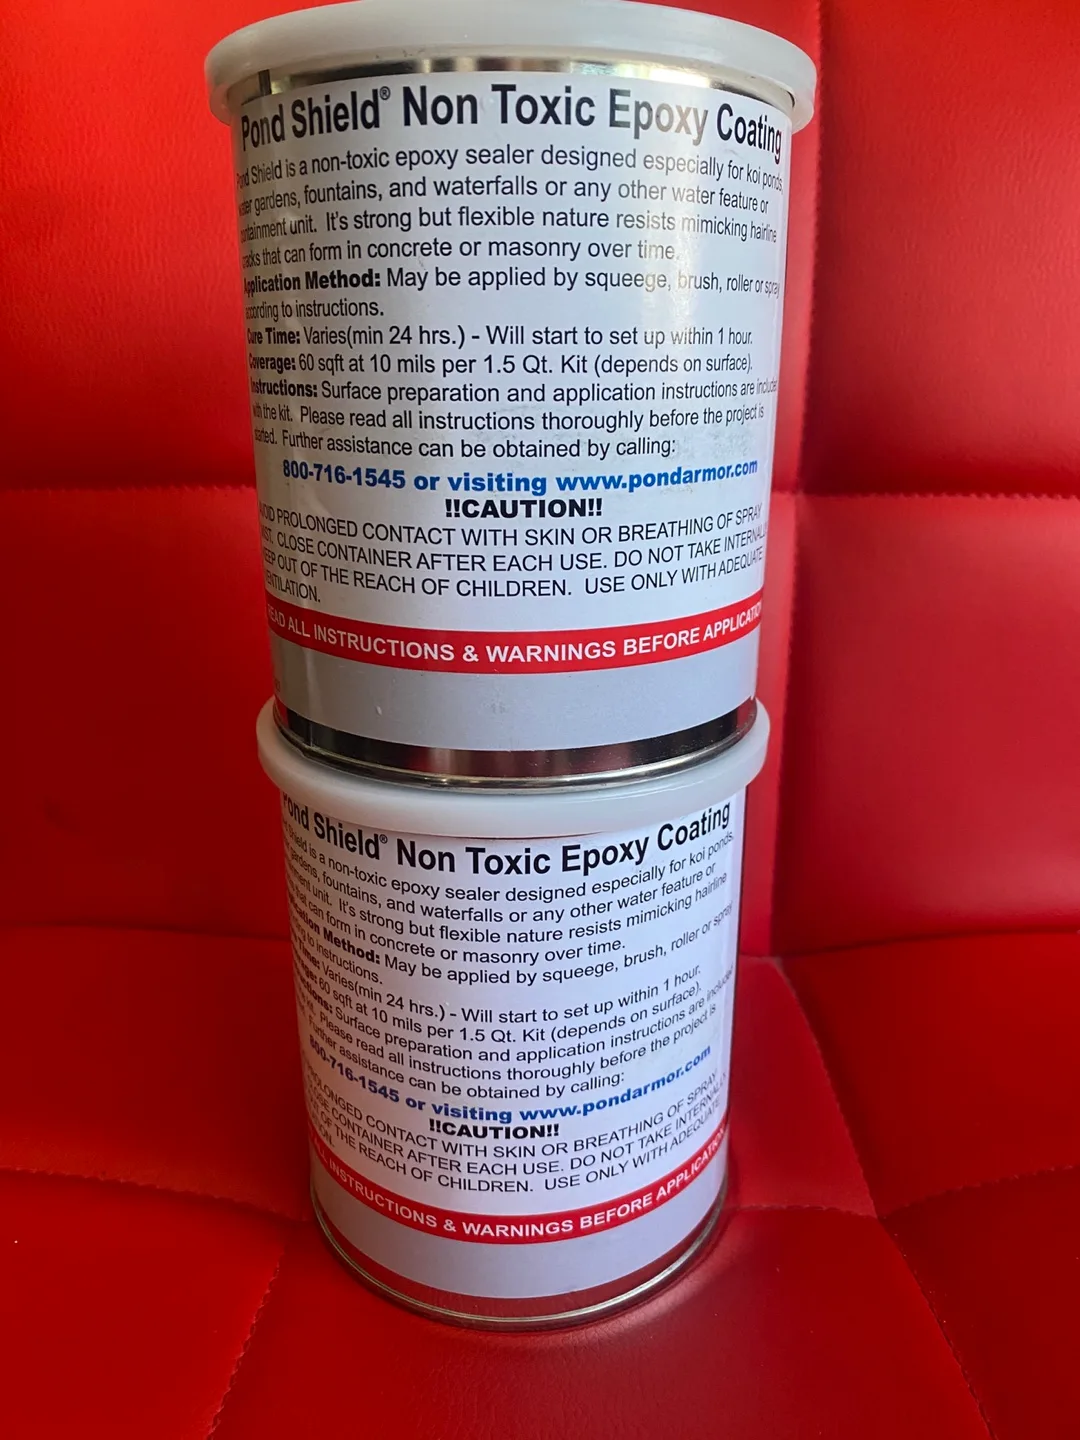 Pond Shield® Non Toxic Epoxy Coating
Pond Shield is a non-toxic epoxy sealer designed especially for koi ponds,
gardens, fountains, and waterfalls or any other water feature or
unit. It's strong but flexible nature resists mimicking hairline
that can form in concrete or masonry over time.
Application Method: May be applied by squeege, brush, roller or spray
according to instructions.
Cure Time: Varies(min 24 hrs.) - Will start to set up within 1 hour.
Coverage: 60 sqft at 10 mils per 1.5 Qt. Kit (depends on surface).
Instructions: Surface preparation and application instructions are include
with the kit. Please read all instructions thoroughly before the project is
started. Further assistance can be obtained by calling:
800-716-1545 or visiting www.pondarmor.com
!!CAUTION!!
PROLONGED CONTACT WITH SKIN OR BREATHING OF SPRAY
CLOSE CONTAINER AFTER EACH USE. DO NOT TAKE INTERNALL
OUT OF THE REACH OF CHILDREN. USE ONLY WITH ADEQUATE
VENTILATION.
READ ALL INSTRUCTIONS & WARNINGS BEFORE APPLICATION
Pond Shield® Non Toxic Epoxy Coating
Shield is a non-toxic epoxy sealer designed especially for koi ponds,
gardens, fountains, and waterfalls or any other water feature or
unit. It's strong but flexible nature resists mimicking hairline
that can form in concrete or masonry over time.
Method: May be applied by squeege, brush, roller or spray
to instructions.
Time: Varies(min 24 hrs.) - Will start to set up within 1 hour.
60 sqft at 10 mils per 1.5 Qt. Kit (depends on surface).
Surface preparation and application instructions are included
kit. Please read all instructions thoroughly before the project is
Further assistance can be obtained by calling:
800-716-1545 or visiting www.pondarmor.com
!!CAUTION!!
PROLONGED CONTACT WITH SKIN OR BREATHING OF SPRAY
CLOSE CONTAINER AFTER EACH USE. DO NOT TAKE INTERNALLY
OUT OF THE REACH OF CHILDREN. USE ONLY WITH ADEQUATE
INSTRUCTIONS & WARNINGS BEFORE APPLICATION